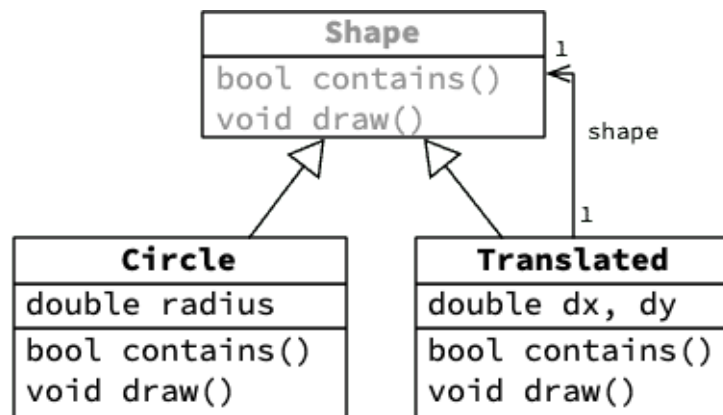 Shape
bool contains()
void draw()
1
shape
1
Circle
double radius
bool contains()
void draw()
Translated
double dx, dy
bool contains()
void draw()